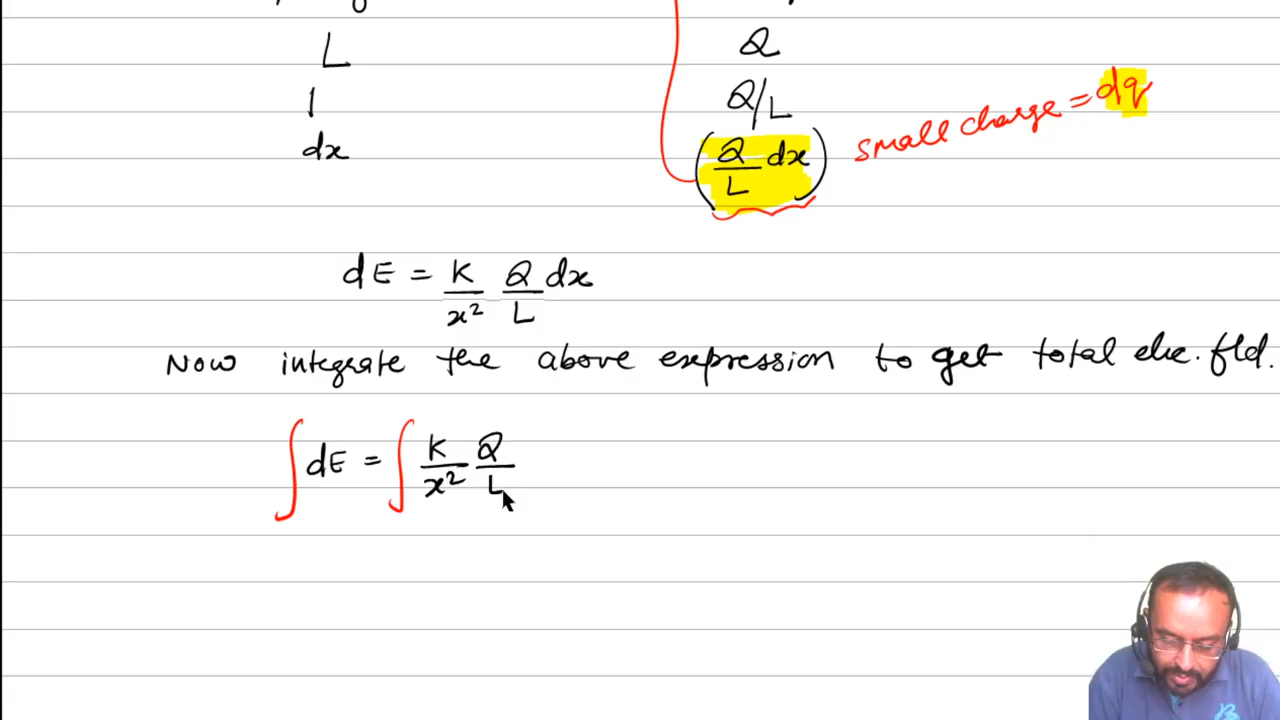 L
Q
1
Q/L
dx
(Q/L dx) small charge = dq
dE = K/x² Q/L dx
Now integrate the above expression to get total elec. fld.
∫ dE = ∫ K/x² Q/L